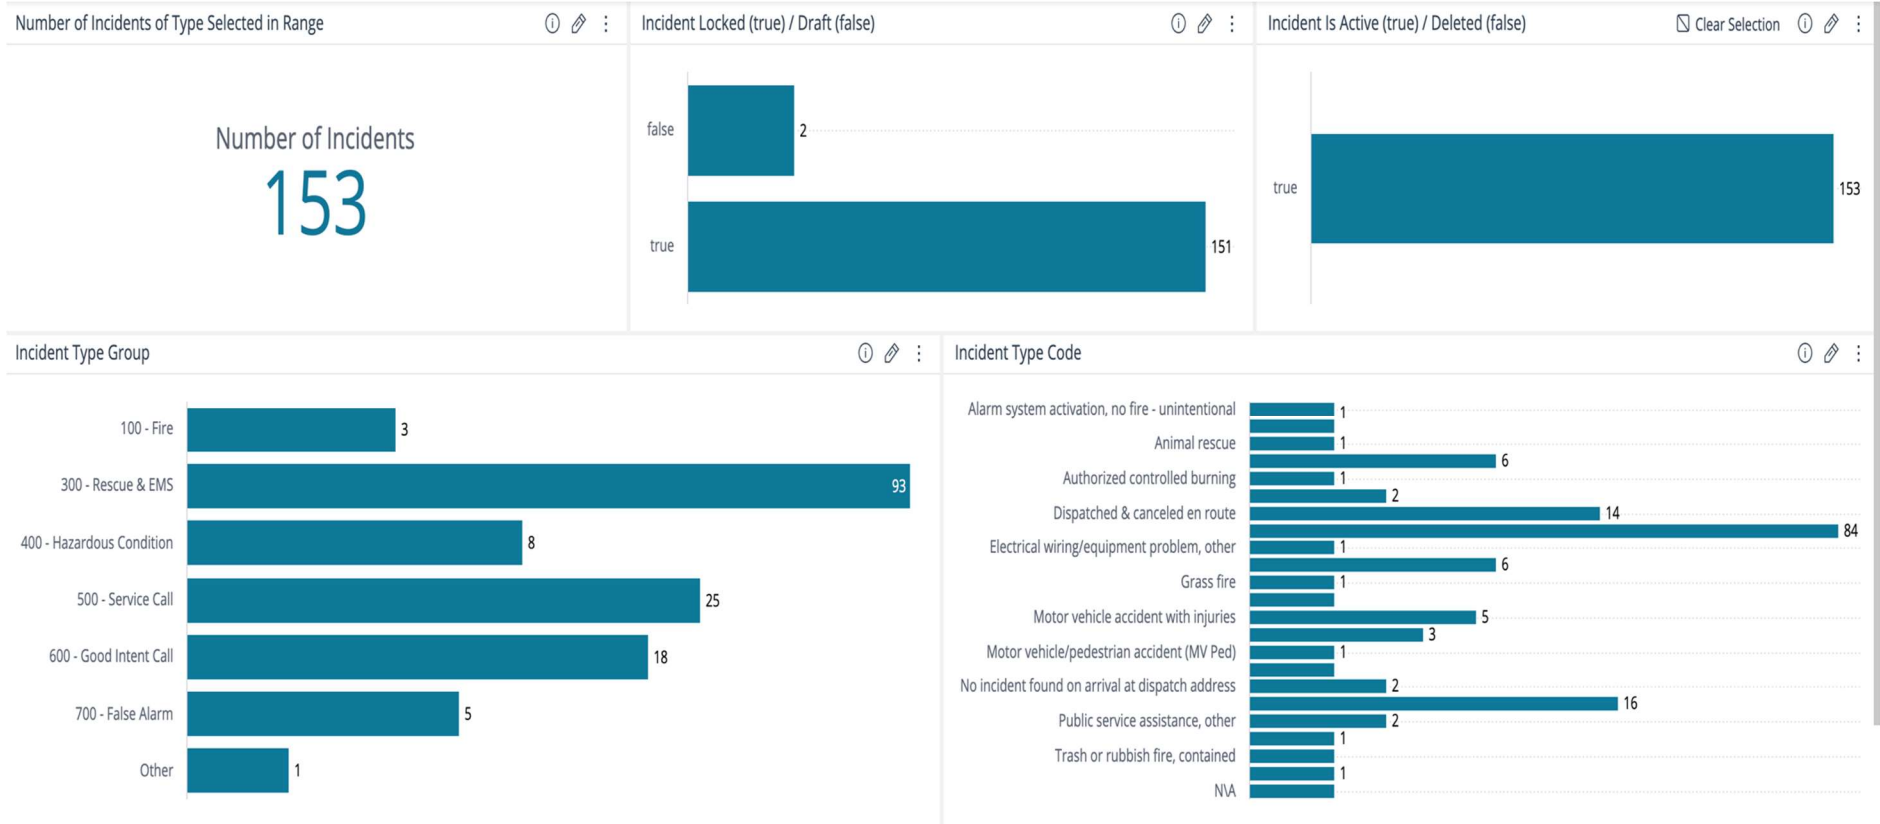 Number of Incidents of Type Selected in Range
Incident Locked (true) / Draft (false)
Incident Is Active (true) / Deleted (false)
Clear Selection
Number of Incidents
153
false
2
true
151
true
153
Incident Type Group
100 - Fire
3
300 - Rescue & EMS
93
400 - Hazardous Condition
8
500 - Service Call
25
600 - Good Intent Call
18
700 - False Alarm
5
Other
1
Incident Type Code
Alarm system activation, no fire - unintentional
1
Animal rescue
1
6
Authorized controlled burning
1
2
Dispatched & canceled en route
14
84
Electrical wiring/equipment problem, other
1
6
Grass fire
1
Motor vehicle accident with injuries
5
3
Motor vehicle/pedestrian accident (MV Ped)
1
No incident found on arrival at dispatch address
2
16
Public service assistance, other
2
1
Trash or rubbish fire, contained
1
N\A